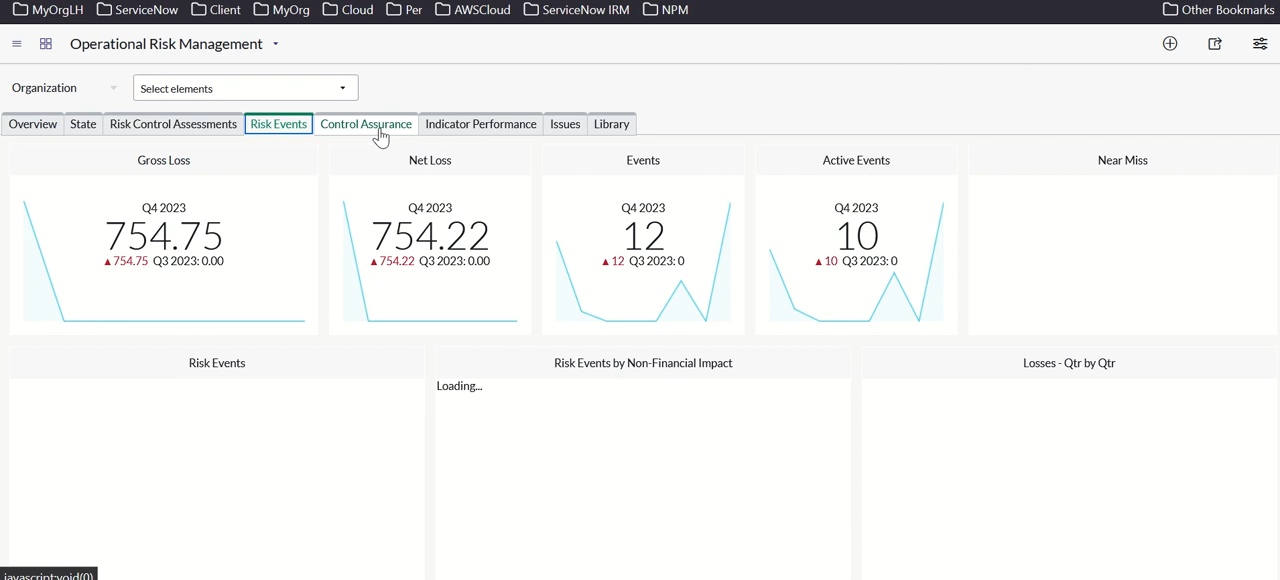 MyOrgLH ServiceNow Client MyOrg Cloud Per AWSCloud ServiceNow IRM NPM Other Bookmarks
Operational Risk Management
Organization Select elements
Overview State Risk Control Assessments Risk Events Control Assurance Indicator Performance Issues Library
Gross Loss Net Loss Events Active Events Near Miss
Q4 2023 Q4 2023 Q4 2023 Q4 2023
754.75 754.22 12 10
▲754.75 Q3 2023: 0.00 ▲754.22 Q3 2023: 0.00 ▲12 Q3 2023: 0 ▲10 Q3 2023: 0
Risk Events Risk Events by Non-Financial Impact Losses - Qtr by Qtr
Loading...
javascript:void(0)